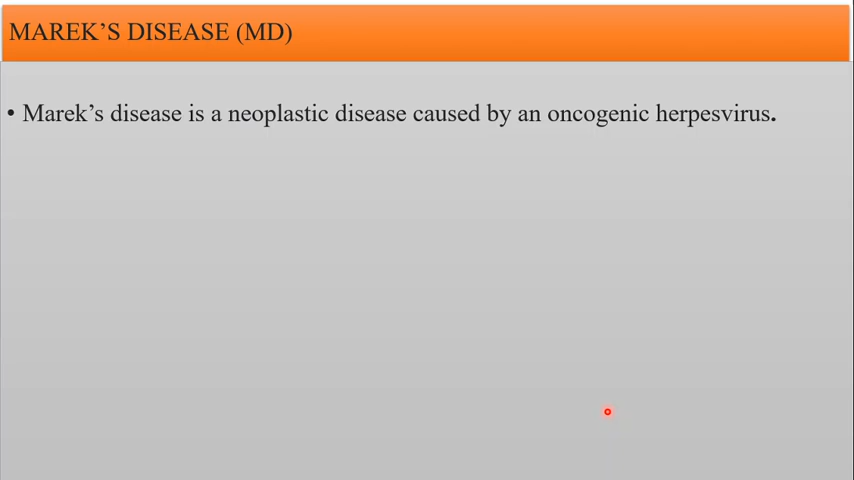 MAREK’S DISEASE (MD)
• Marek’s disease is a neoplastic disease caused by an oncogenic herpesvirus.